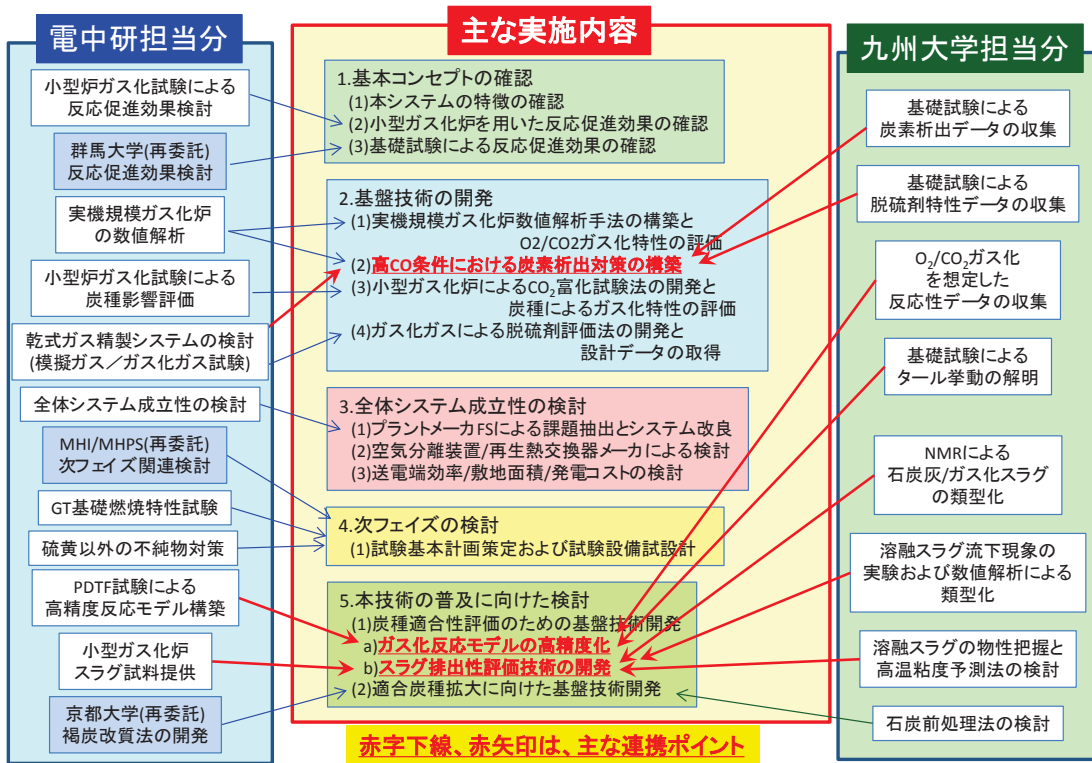 電中研担当分
小型炉ガス化試験による
反応促進効果検討
群馬大学(再委託)
反応促進効果検討
実機規模ガス化炉
の数値解析
小型炉ガス化試験による
炭種影響評価
乾式ガス精製システムの検討
(模擬ガス／ガス化ガス試験)
全体システム成立性の検討
MHI/MHPS(再委託)
次フェイズ関連検討
GT基礎燃焼特性試験
硫黄以外の不純物対策
PDTF試験による
高精度反応モデル構築
小型ガス化炉
スラグ試料提供
京都大学(再委託)
褐炭改質法の開発
主な実施内容
1.基本コンセプトの確認
(1)本システムの特徴の確認
(2)小型ガス化炉を用いた反応促進効果の確認
(3)基礎試験による反応促進効果の確認
2.基盤技術の開発
(1)実機規模ガス化炉数値解析手法の構築と
O2/CO2ガス化特性の評価
(2)高CO条件における炭素析出対策の構築
(3)小型ガス化炉によるCO₂富化試験法の開発と
炭種によるガス化特性の評価
(4)ガス化ガスによる脱硫剤評価法の開発と
設計データの取得
3.全体システム成立性の検討
(1)プラントメーカFSによる課題抽出とシステム改良
(2)空気分離装置/再生熱交換器メーカによる検討
(3)送電端効率/敷地面積/発電コストの検討
4.次フェイズの検討
(1)試験基本計画策定および試験設備試設計
5.本技術の普及に向けた検討
(1)炭種適合性評価のための基盤技術開発
a)ガス化反応モデルの高精度化
b)スラグ排出性評価技術の開発
(2)適合炭種拡大に向けた基盤技術開発
赤字下線、赤矢印は、主な連携ポイント
九州大学担当分
基礎試験による
炭素析出データの収集
基礎試験による
脱硫剤特性データの収集
O₂/CO₂ガス化
を想定した
反応性データの収集
基礎試験による
タール挙動の解明
NMRによる
石炭灰/ガス化スラグ
の類型化
溶融スラグ流下現象の
実験および数値解析による
類型化
溶融スラグの物性把握と
高温粘度予測法の検討
石炭前処理法の検討